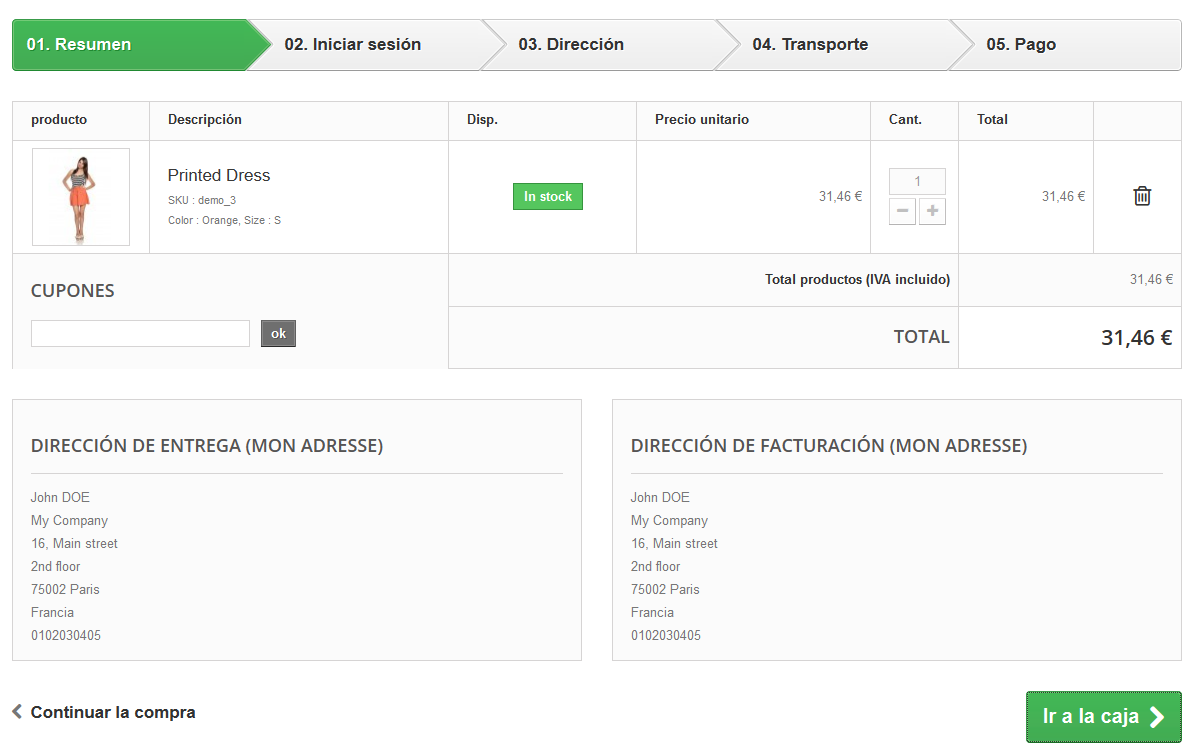 01. Resumen
02. Iniciar sesión
03. Dirección
04. Transporte
05. Pago
producto
Descripción
Disp.
Precio unitario
Cant.
Total
Printed Dress
SKU : demo_3
Color : Orange, Size : S
In stock
31,46 €
1
31,46 €
CUPONES
ok
Total productos (IVA incluido)
31,46 €
TOTAL
31,46 €
DIRECCIÓN DE ENTREGA (MON ADRESSE)
John DOE
My Company
16, Main street
2nd floor
75002 Paris
Francia
0102030405
DIRECCIÓN DE FACTURACIÓN (MON ADRESSE)
John DOE
My Company
16, Main street
2nd floor
75002 Paris
Francia
0102030405
Continuar la compra
Ir a la caja